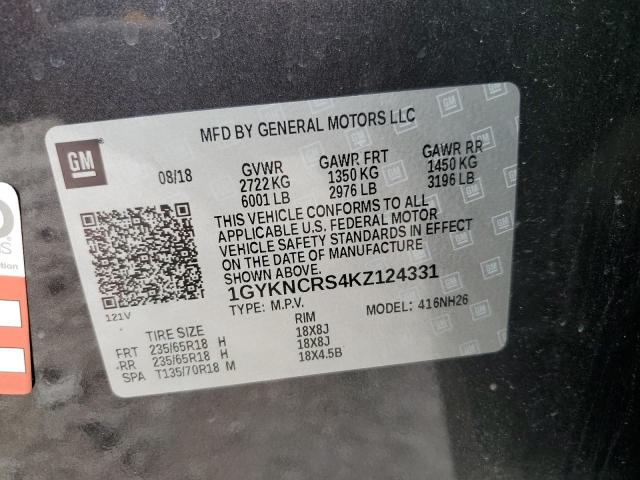 GM
MFD BY GENERAL MOTORS LLC
08/18 GVWR GAWR FRT GAWR RR
2722 KG 1350 KG 1450 KG
6001 LB 2976 LB 3196 LB
THIS VEHICLE CONFORMS TO ALL
APPLICABLE U.S. FEDERAL MOTOR
VEHICLE SAFETY STANDARDS IN EFFECT
ON THE DATE OF MANUFACTURE
SHOWN ABOVE.
1GYKNCRS4KZ124331
121V TYPE: M.P.V. MODEL: 416NH26
TIRE SIZE RIM
FRT 235/65R18 H 18X8J
RR 235/65R18 H 18X8J
SPA T135/70R18 M 18X4.5B